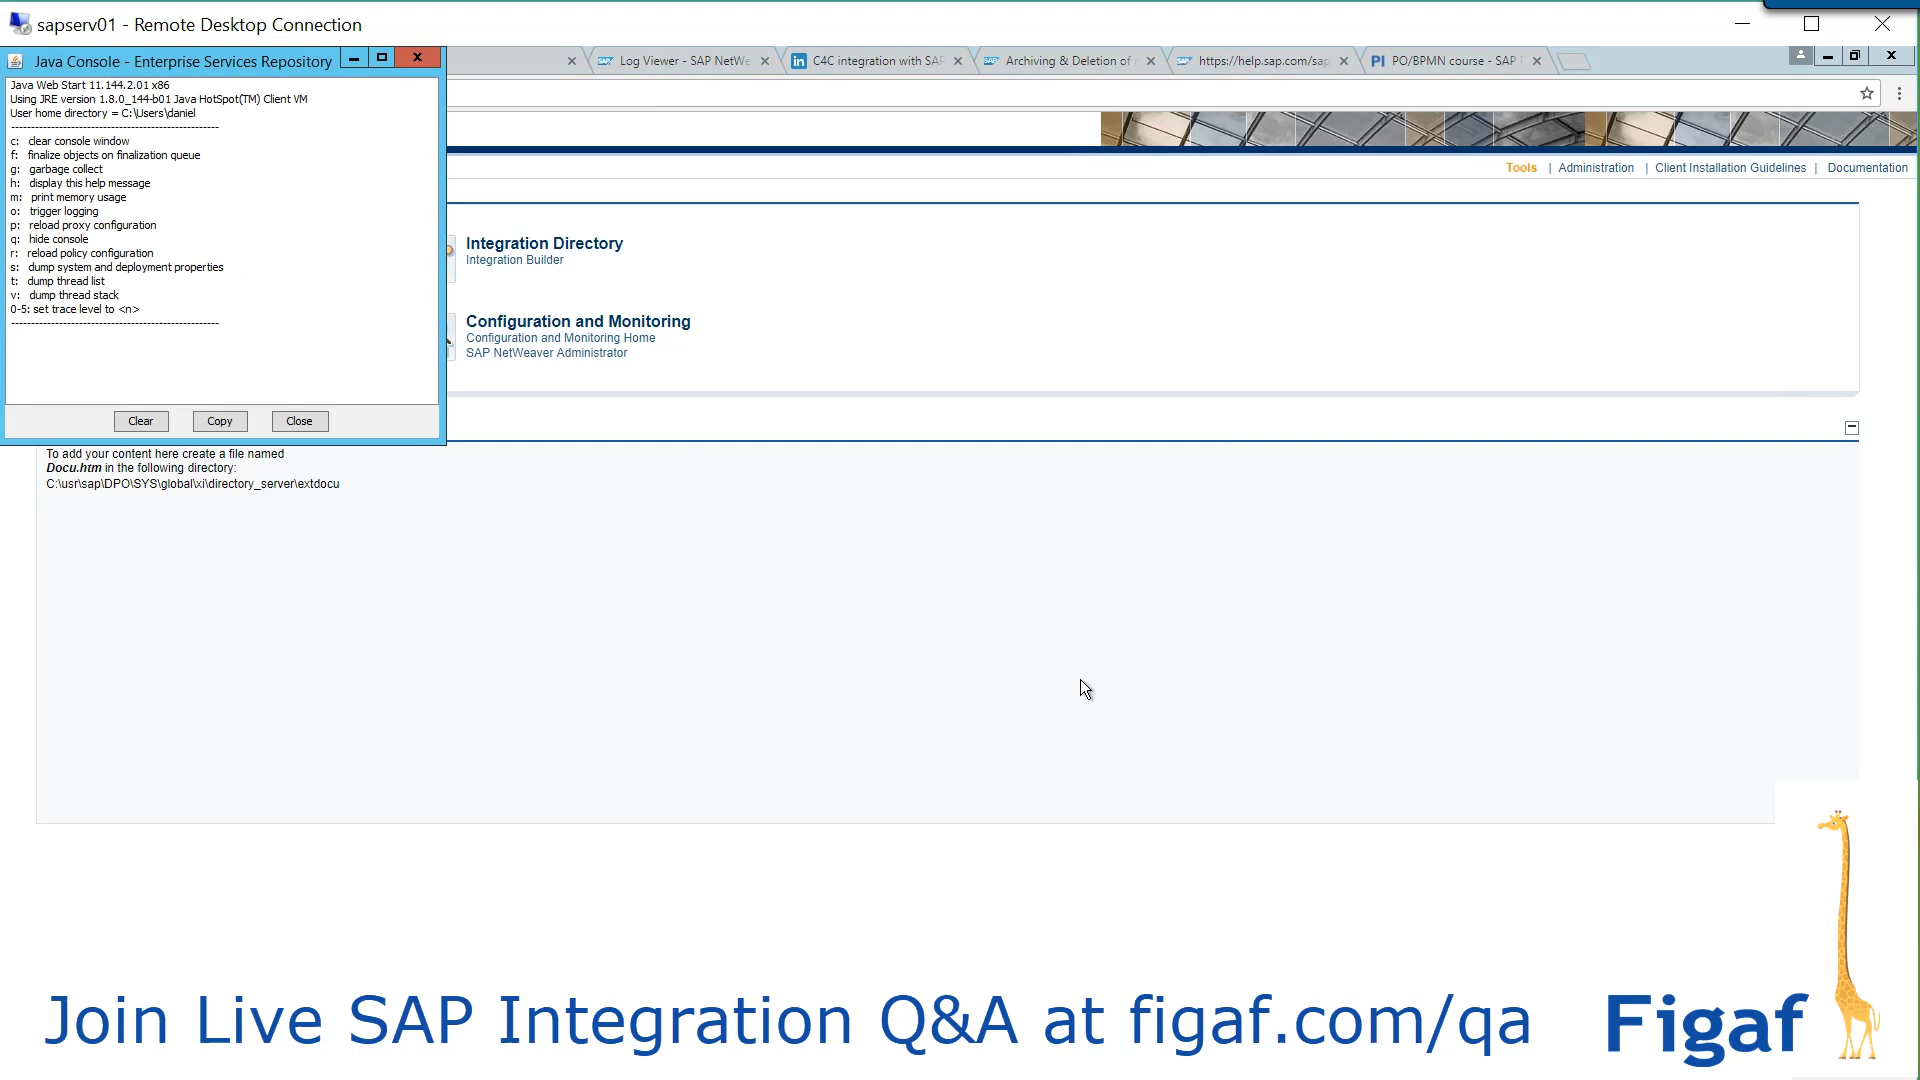 sapserv01 - Remote Desktop Connection
Java Console - Enterprise Services Repository
Java Web Start 11.144.2.01 x86
Using JRE version 1.8.0_144-b01 Java HotSpot(TM) Client VM
User home directory = C:\Users\daniel
----------------------------------------------------
c: clear console window
f: finalize objects on finalization queue
g: garbage collect
h: display this help message
m: print memory usage
o: trigger logging
p: reload proxy configuration
q: hide console
r: reload policy configuration
s: dump system and deployment properties
t: dump thread list
v: dump thread stack
0-5: set trace level to <n>
----------------------------------------------------
Clear Copy Close
Log Viewer - SAP NetWe
C4C integration with SAP
Archiving & Deletion of
https://help.sap.com/sap
PI PO/BPMN course - SAP
Tools | Administration | Client Installation Guidelines | Documentation
Integration Directory
Integration Builder
Configuration and Monitoring
Configuration and Monitoring Home
SAP NetWeaver Administrator
To add your content here create a file named
Docu.htm in the following directory:
C:\usr\sap\DPO\SYS\global\xi\directory_server\extdocu
Join Live SAP Integration Q&A at figaf.com/qa
Figaf